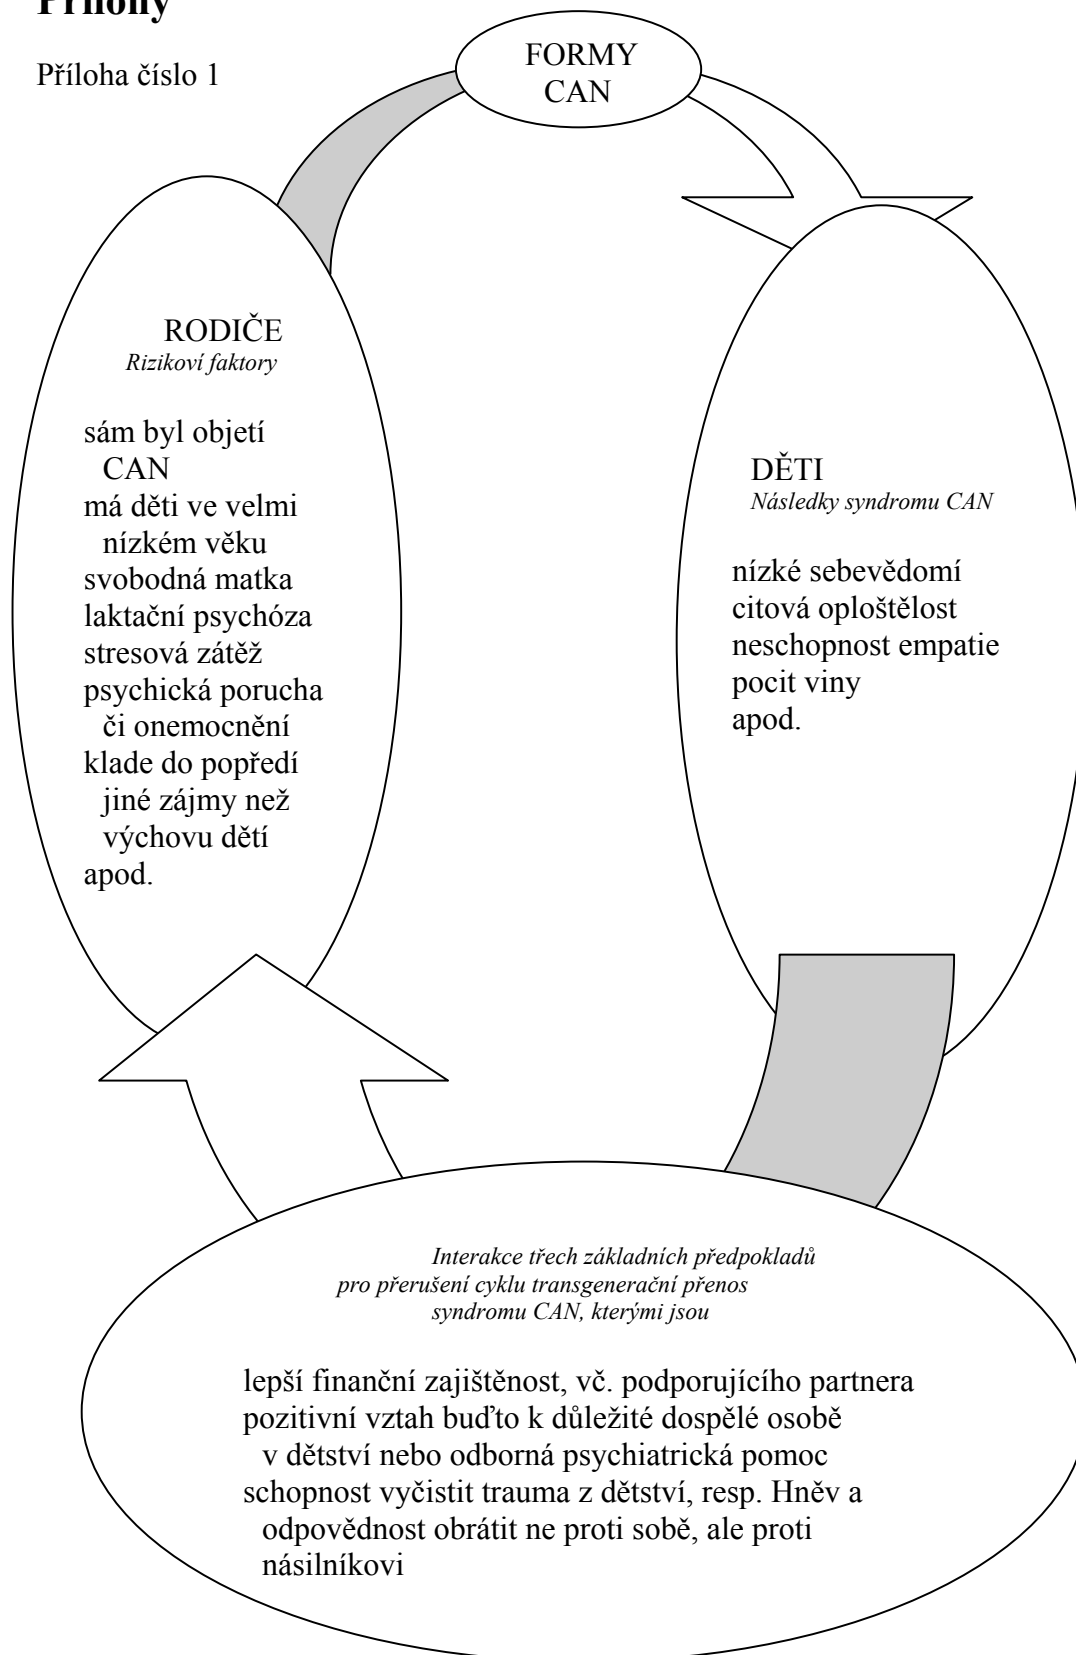 Přílohy
Příloha číslo 1
FORMY
CAN
RODIČE
Rizikoví faktory
sám byl objetí
CAN
má děti ve velmi
nízkém věku
svobodná matka
laktační psychóza
stresová zátěž
psychická porucha
či onemocnění
klade do popředí
jiné zájmy než
výchovu dětí
apod.
DĚTI
Následky syndromu CAN
nízké sebevědomí
citová oploštělost
neschopnost empatie
pocit viny
apod.
Interakce třech základních předpokladů
pro přerušení cyklu transgenerační přenos
syndromu CAN, kterými jsou
lepší finanční zajištěnost, vč. podporujícího partnera
pozitivní vztah buďto k důležité dospělé osobě
v dětství nebo odborná psychiatrická pomoc
schopnost vyčistit trauma z dětství, resp. Hněv a
odpovědnost obrátit ne proti sobě, ale proti
násilníkovi